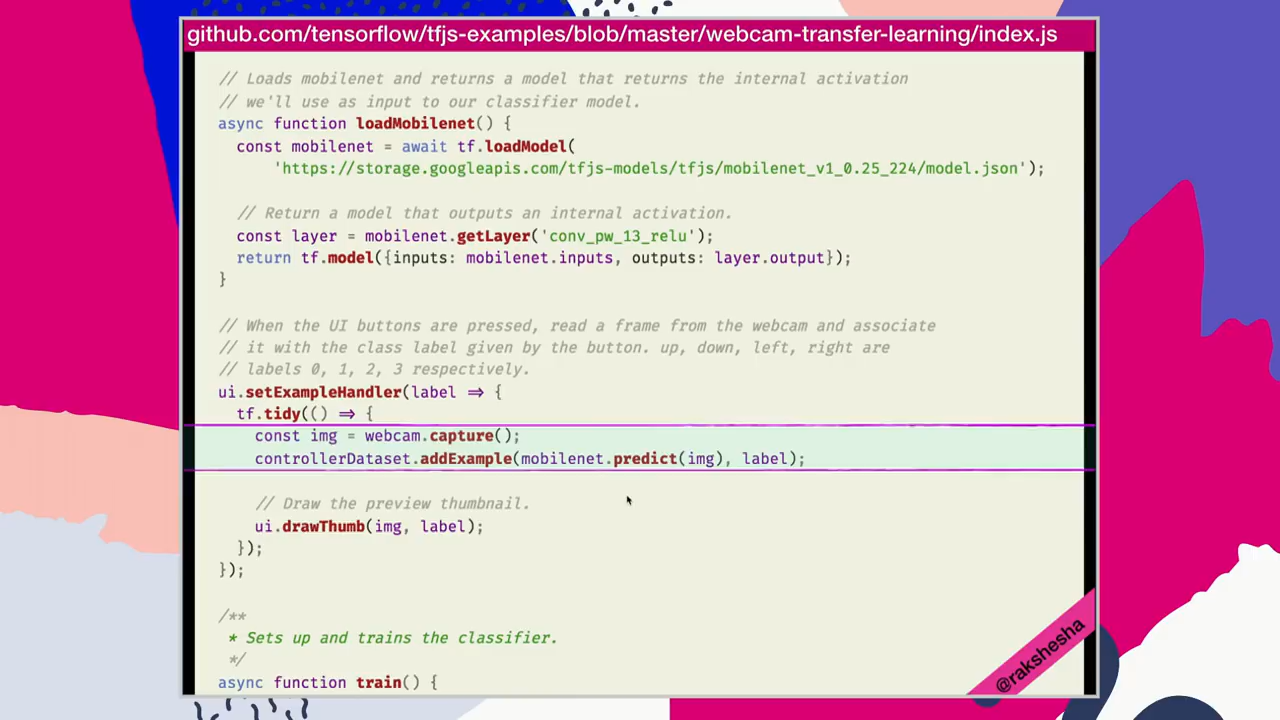 github.com/tensorflow/tfjs-examples/blob/master/webcam-transfer-learning/index.js
// Loads mobilenet and returns a model that returns the internal activation
// we'll use as input to our classifier model.
async function loadMobilenet() {
  const mobilenet = await tf.loadModel(
      'https://storage.googleapis.com/tfjs-models/tfjs/mobilenet_v1_0.25_224/model.json');
  // Return a model that outputs an internal activation.
  const layer = mobilenet.getLayer('conv_pw_13_relu');
  return tf.model({inputs: mobilenet.inputs, outputs: layer.output});
}
// When the UI buttons are pressed, read a frame from the webcam and associate
// it with the class label given by the button. up, down, left, right are
// labels 0, 1, 2, 3 respectively.
ui.setExampleHandler(label => {
  tf.tidy(() => {
    const img = webcam.capture();
    controllerDataset.addExample(mobilenet.predict(img), label);
    // Draw the preview thumbnail.
    ui.drawThumb(img, label);
  });
});
/**
 * Sets up and trains the classifier.
 */
async function train() {
@rakshesha